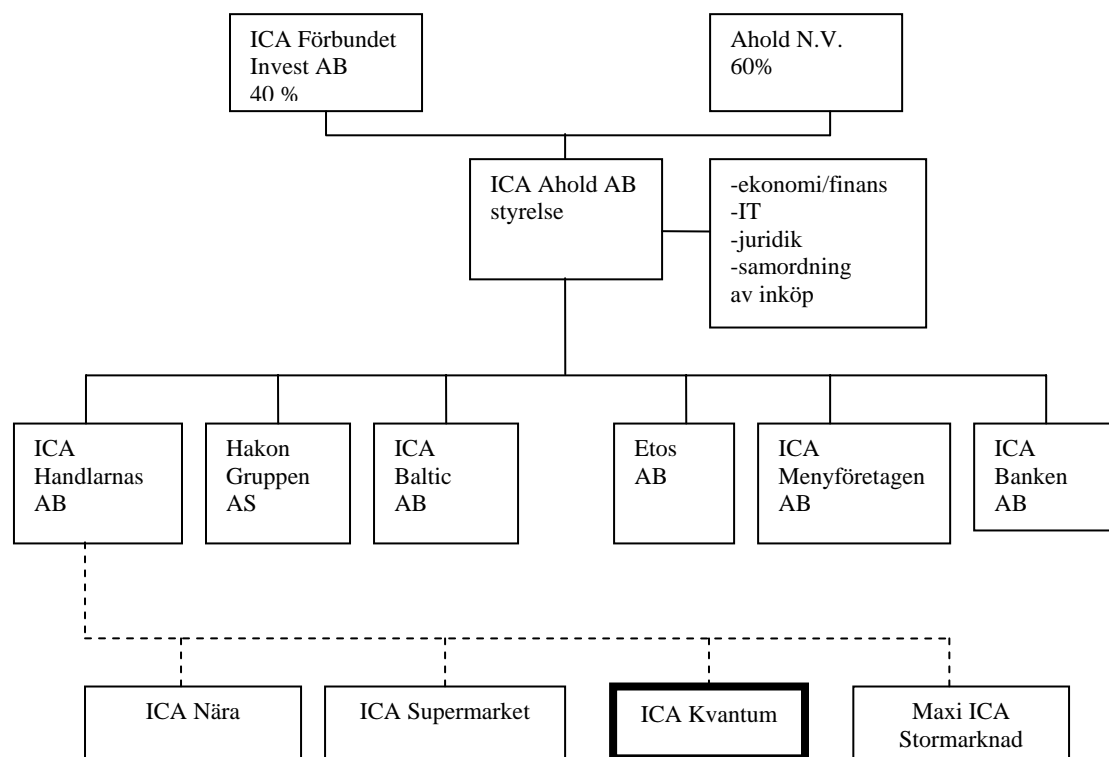 ICA Förbundet
Invest AB
40 %
Ahold N.V.
60%
ICA Ahold AB
styrelse
-ekonomi/finans
-IT
-juridik
-samordning
av inköp
ICA
Handlarnas
AB
Hakon
Gruppen
AS
ICA
Baltic
AB
Etos
AB
ICA
Menyföretagen
AB
ICA
Banken
AB
ICA Nära
ICA Supermarket
ICA Kvantum
Maxi ICA
Stormarknad